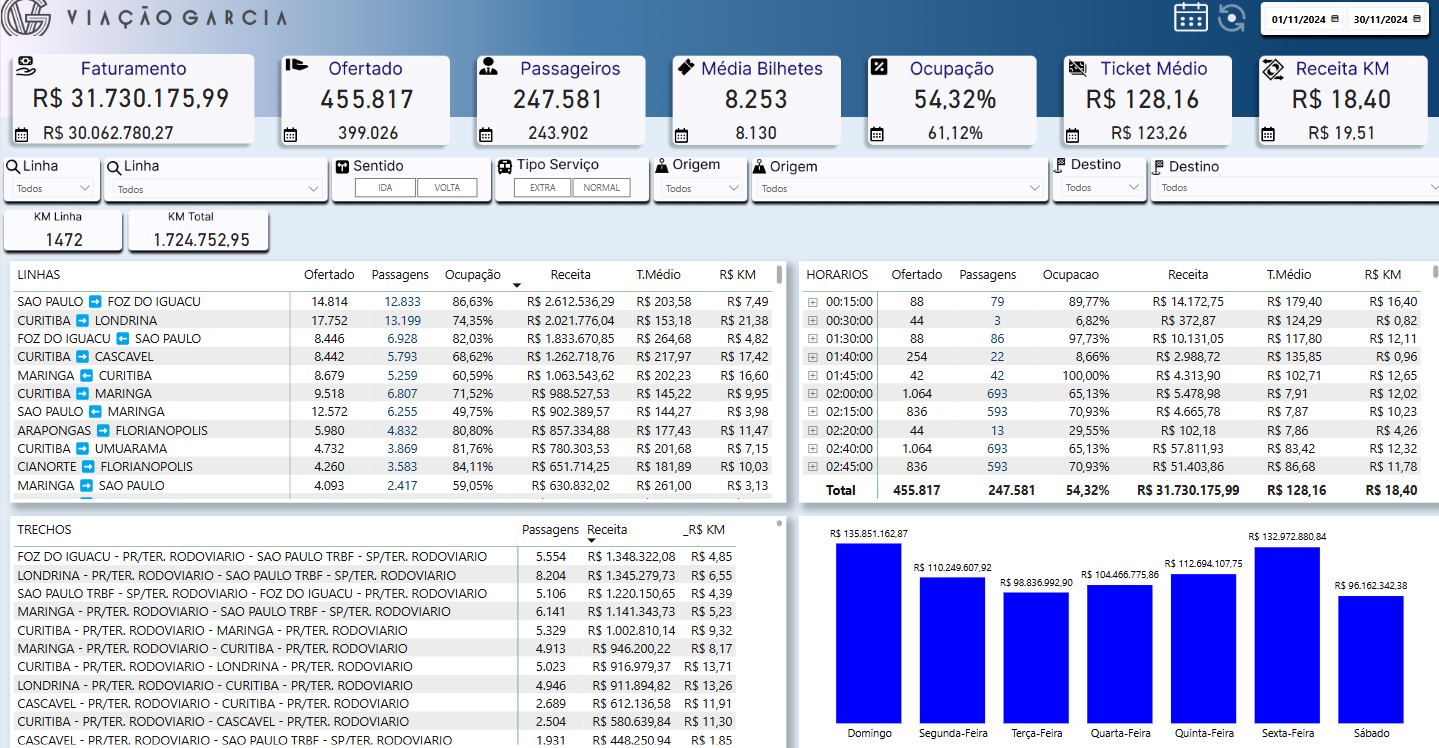 VIAÇÃO GARCIA
01/11/2024 30/11/2024
Faturamento
R$ 31.730.175,99
R$ 30.062.780,27
Ofertado
455.817
399.026
Passageiros
247.581
243.902
Média Bilhetes
8.253
8.130
Ocupação
54,32%
61,12%
Ticket Médio
R$ 128,16
R$ 123,26
Receita KM
R$ 18,40
R$ 19,51
Linha
Todos
Linha
Todos
Sentido
IDA VOLTA
Tipo Serviço
EXTRA NORMAL
Origem
Todos
Origem
Todos
Destino
Todos
Destino
Todos
KM Linha
1472
KM Total
1.724.752,95
LINHAS Ofertado Passagens Ocupação Receita T.Médio R$ KM
SAO PAULO ➡ FOZ DO IGUACU 14.814 12.833 86,63% R$ 2.612.536,29 R$ 203,58 R$ 7,49
CURITIBA ➡ LONDRINA 17.752 13.199 74,35% R$ 2.021.776,04 R$ 153,18 R$ 21,38
FOZ DO IGUACU ⬅ SAO PAULO 8.446 6.928 82,03% R$ 1.833.670,85 R$ 264,68 R$ 4,82
CURITIBA ➡ CASCAVEL 8.442 5.793 68,62% R$ 1.262.718,76 R$ 217,97 R$ 17,42
MARINGA ⬅ CURITIBA 8.679 5.259 60,59% R$ 1.063.543,62 R$ 202,23 R$ 16,60
CURITIBA ➡ MARINGA 9.518 6.807 71,52% R$ 988.527,53 R$ 145,22 R$ 9,95
SAO PAULO ⬅ MARINGA 12.572 6.255 49,75% R$ 902.389,57 R$ 144,27 R$ 3,98
ARAPONGAS ➡ FLORIANOPOLIS 5.980 4.832 80,80% R$ 857.334,88 R$ 177,43 R$ 11,47
CURITIBA ➡ UMUARAMA 4.732 3.869 81,76% R$ 780.303,53 R$ 201,68 R$ 7,15
CIANORTE ➡ FLORIANOPOLIS 4.260 3.583 84,11% R$ 651.714,25 R$ 181,89 R$ 10,03
MARINGA ➡ SAO PAULO 4.093 2.417 59,05% R$ 630.832,02 R$ 261,00 R$ 3,13
HORARIOS Ofertado Passagens Ocupacao Receita T.Médio R$ KM
00:15:00 88 79 89,77% R$ 14.172,75 R$ 179,40 R$ 16,40
00:30:00 44 3 6,82% R$ 372,87 R$ 124,29 R$ 0,82
01:30:00 88 86 97,73% R$ 10.131,05 R$ 117,80 R$ 12,11
01:40:00 254 22 8,66% R$ 2.988,72 R$ 135,85 R$ 0,96
01:45:00 42 42 100,00% R$ 4.313,90 R$ 102,71 R$ 12,65
02:00:00 1.064 693 65,13% R$ 5.478,98 R$ 7,91 R$ 12,02
02:15:00 836 593 70,93% R$ 4.665,78 R$ 7,87 R$ 10,23
02:20:00 44 13 29,55% R$ 102,18 R$ 7,86 R$ 4,26
02:40:00 1.064 693 65,13% R$ 57.811,93 R$ 83,42 R$ 12,32
02:45:00 836 593 70,93% R$ 51.403,86 R$ 86,68 R$ 11,78
Total 455.817 247.581 54,32% R$ 31.730.175,99 R$ 128,16 R$ 18,40
TRECHOS Passagens Receita _R$ KM
FOZ DO IGUACU - PR/TER. RODOVIARIO - SAO PAULO TRBF - SP/TER. RODOVIARIO 5.554 R$ 1.348.322,08 R$ 4,85
LONDRINA - PR/TER. RODOVIARIO - SAO PAULO TRBF - SP/TER. RODOVIARIO 8.204 R$ 1.345.279,73 R$ 6,55
SAO PAULO TRBF - SP/TER. RODOVIARIO - FOZ DO IGUACU - PR/TER. RODOVIARIO 5.106 R$ 1.220.150,65 R$ 4,39
MARINGA - PR/TER. RODOVIARIO - SAO PAULO TRBF - SP/TER. RODOVIARIO 6.141 R$ 1.141.343,73 R$ 5,23
CURITIBA - PR/TER. RODOVIARIO - MARINGA - PR/TER. RODOVIARIO 5.329 R$ 1.002.810,14 R$ 9,32
MARINGA - PR/TER. RODOVIARIO - CURITIBA - PR/TER. RODOVIARIO 4.913 R$ 946.200,22 R$ 8,17
CURITIBA - PR/TER. RODOVIARIO - LONDRINA - PR/TER. RODOVIARIO 5.023 R$ 916.979,37 R$ 13,71
LONDRINA - PR/TER. RODOVIARIO - CURITIBA - PR/TER. RODOVIARIO 4.946 R$ 911.894,82 R$ 13,26
CASCAVEL - PR/TER. RODOVIARIO - CURITIBA - PR/TER. RODOVIARIO 2.689 R$ 612.136,58 R$ 11,91
CURITIBA - PR/TER. RODOVIARIO - CASCAVEL - PR/TER. RODOVIARIO 2.504 R$ 580.639,84 R$ 11,30
CASCAVEL - PR/TER. RODOVIARIO - SAO PAULO TRBF - SP/TER. RODOVIARIO 1.931 R$ 448.250,94 R$ 1,85
R$ 135.851.162,87
R$ 110.249.607,92
R$ 98.836.992,90
R$ 104.466.775,86
R$ 112.694.107,75
R$ 132.972.880,84
R$ 96.162.342,38
Domingo Segunda-Feira Terça-Feira Quarta-Feira Quinta-Feira Sexta-Feira Sábado